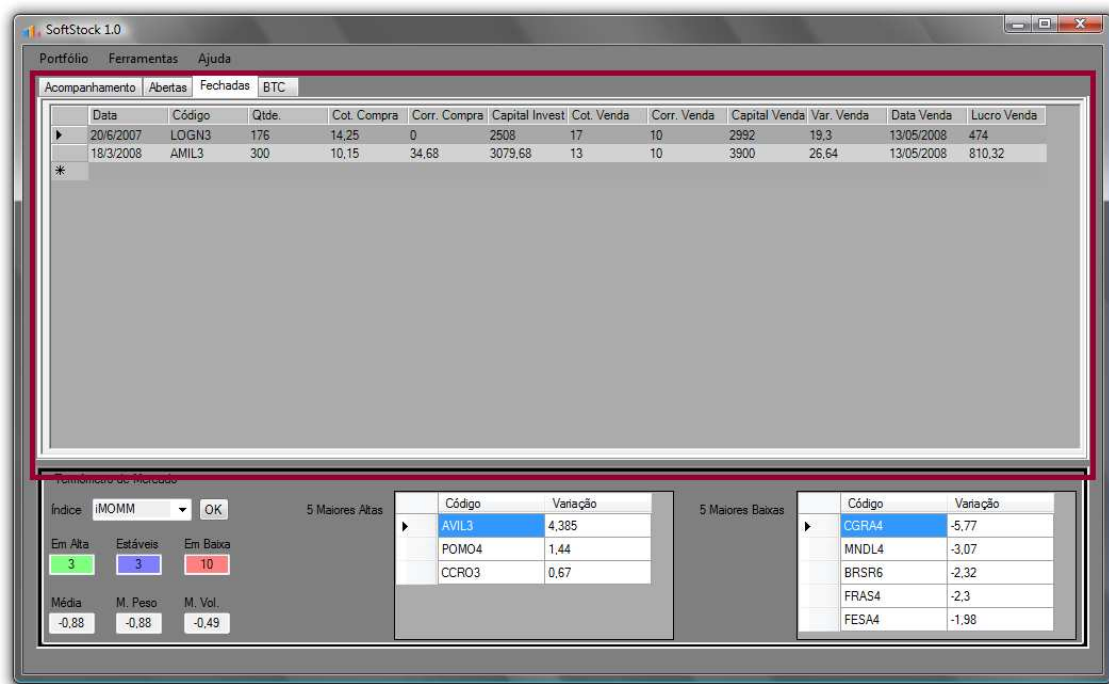 SoftStock 1.0
Portfólio Ferramentas Ajuda
Acompanhamento Abertas Fechadas BTC
Data Código Qtde. Cot. Compra Corr. Compra Capital Invest Cot. Venda Corr. Venda Capital Venda Var. Venda Data Venda Lucro Venda
20/6/2007 LOGN3 176 14,25 0 2508 17 10 2992 19,3 13/05/2008 474
18/3/2008 AMIL3 300 10,15 34,68 3079,68 13 10 3900 26,64 13/05/2008 810,32
Termômetro de Mercado
Índice iMOMM OK
Em Alta Estáveis Em Baixa
3 3 10
Média M. Peso M. Vol.
-0,88 -0,88 -0,49
5 Maiores Altas
Código Variação
AVIL3 4,385
POMO4 1,44
CCRO3 0,67
5 Maiores Baixas
Código Variação
CGRA4 -5,77
MNDL4 -3,07
BRSR6 -2,32
FRAS4 -2,3
FESA4 -1,98